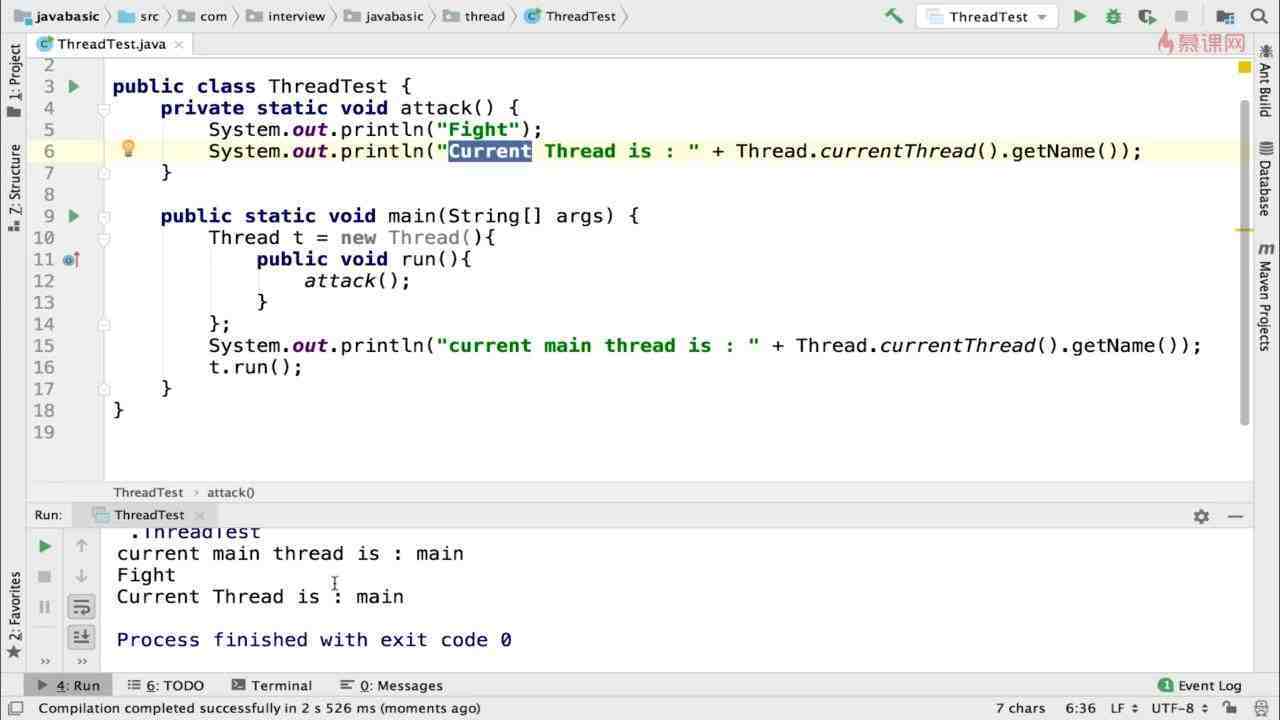 javabasic src com interview javabasic thread ThreadTest ThreadTest
慕课网
ThreadTest.java
1: Project
Z: Structure
2: Favorites
Ant Build
Database
Maven Projects
2
3 public class ThreadTest {
4 private static void attack() {
5 System.out.println("Fight");
6 System.out.println("Current Thread is : " + Thread.currentThread().getName());
7 }
8
9 public static void main(String[] args) {
10 Thread t = new Thread(){
11 public void run(){
12 attack();
13 }
14 };
15 System.out.println("current main thread is : " + Thread.currentThread().getName());
16 t.run();
17 }
18 }
19
ThreadTest › attack()
Run: ThreadTest
.ThreadTest
current main thread is : main
Fight
Current Thread is : main
Process finished with exit code 0
4: Run 6: TODO Terminal 0: Messages 1 Event Log
Compilation completed successfully in 2 s 526 ms (moments ago) 7 chars 6:36 LF UTF-8